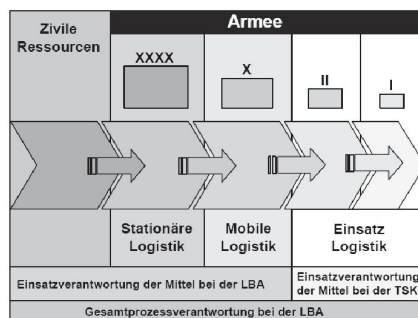 Zivile
Ressourcen
Armee
XXXX
X
II
I
Stationäre
Logistik
Mobile
Logistik
Einsatz
Logistik
Einsatzverantwortung der Mittel bei der LBA
Einsatzverantwortung
der Mittel bei der TSK
Gesamtprozessverantwortung bei der LBA